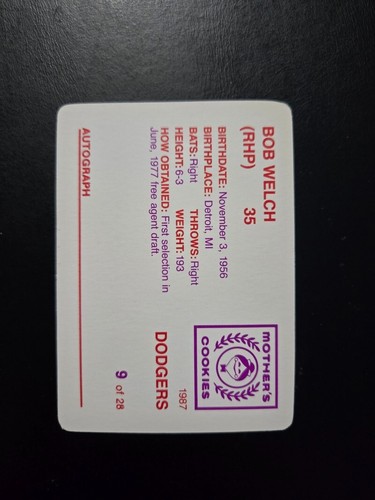 BOB WELCH
(RHP) 35
BIRTHDATE: November 3, 1956
BIRTHPLACE: Detroit, MI
BATS: Right THROWS: Right
HEIGHT: 6-3 WEIGHT: 193
HOW OBTAINED: First selection in
June, 1977 free agent draft.
AUTOGRAPH
MOTHER'S
COOKIES
1987
DODGERS
9 of 28